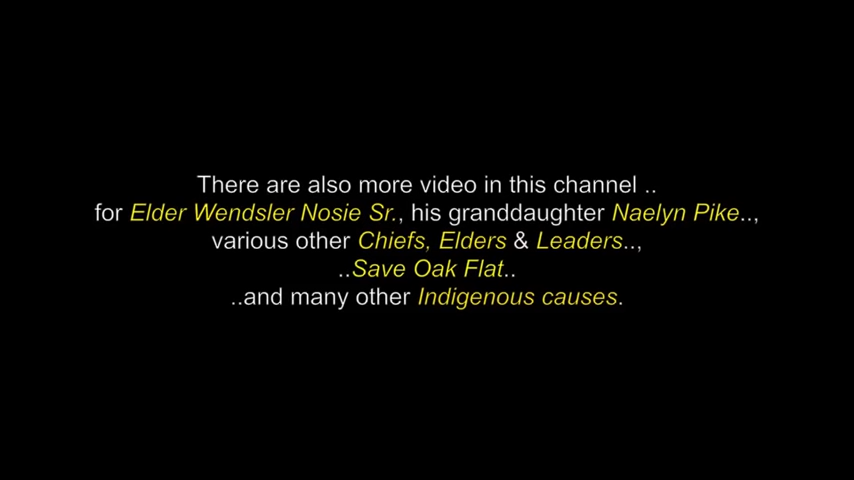 There are also more video in this channel ..
for Elder Wendsler Nosie Sr., his granddaughter Naelyn Pike..,
various other Chiefs, Elders & Leaders..,
..Save Oak Flat..
..and many other Indigenous causes.